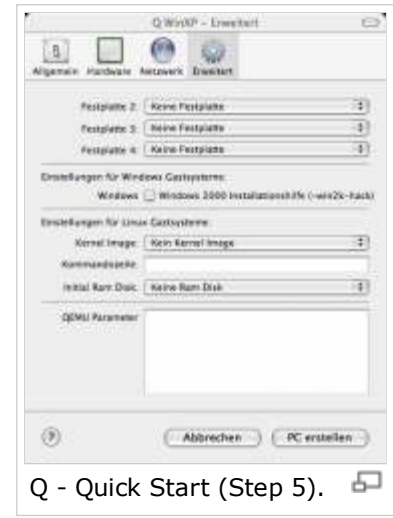 Q WinXP - Erweitert
Allgemein Hardware Netzwerk Erweitert
Festplatte 2: Keine Festplatte
Festplatte 3: Keine Festplatte
Festplatte 4: Keine Festplatte
Einstellungen für Windows Gastsysteme:
Windows Windows 2000 Installationshilfe (-win2k-hack)
Einstellungen für Linux Gastsysteme:
Kernel Image: Kein Kernel Image
Kommandozeile:
Initial Ram Disk: Keine Ram Disk
QEMU Parameter
? Abbrechen PC erstellen
Q - Quick Start (Step 5).